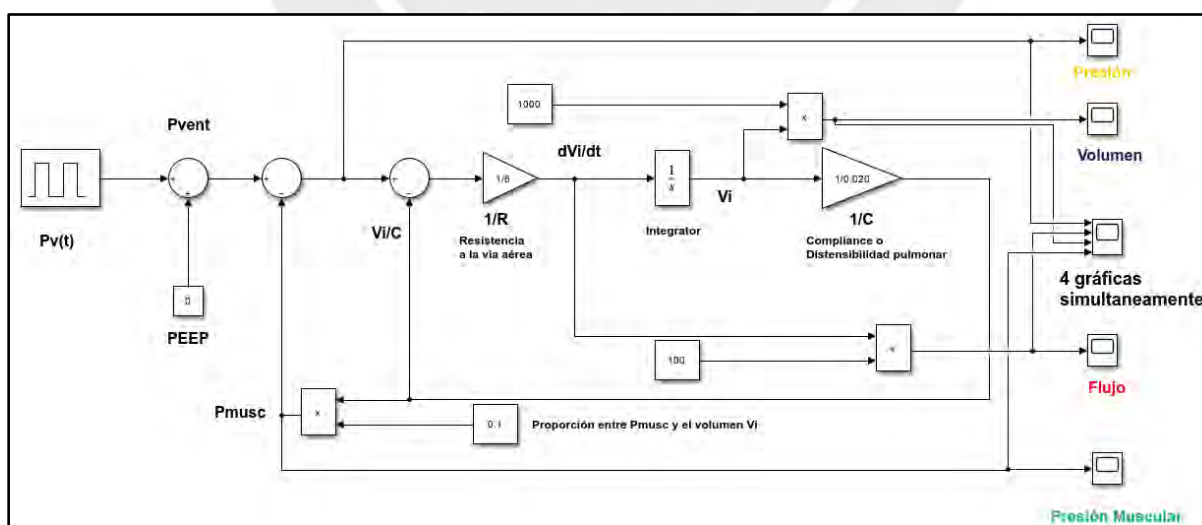 Presión
1000
Pvent
x
Volumen
dVi/dt
1/6
1
s
1/0.020
Pv(t)
Vi/C
1/R
Vi
1/C
Integrator
Resistencia
a la via aérea
Compliance o
Distensibilidad pulmonar
4 gráficas
simultaneamente
0
PEEP
100
x
Flujo
Pmusc
x
0.1
Proporción entre Pmusc y el volumen Vi
Presión Muscular